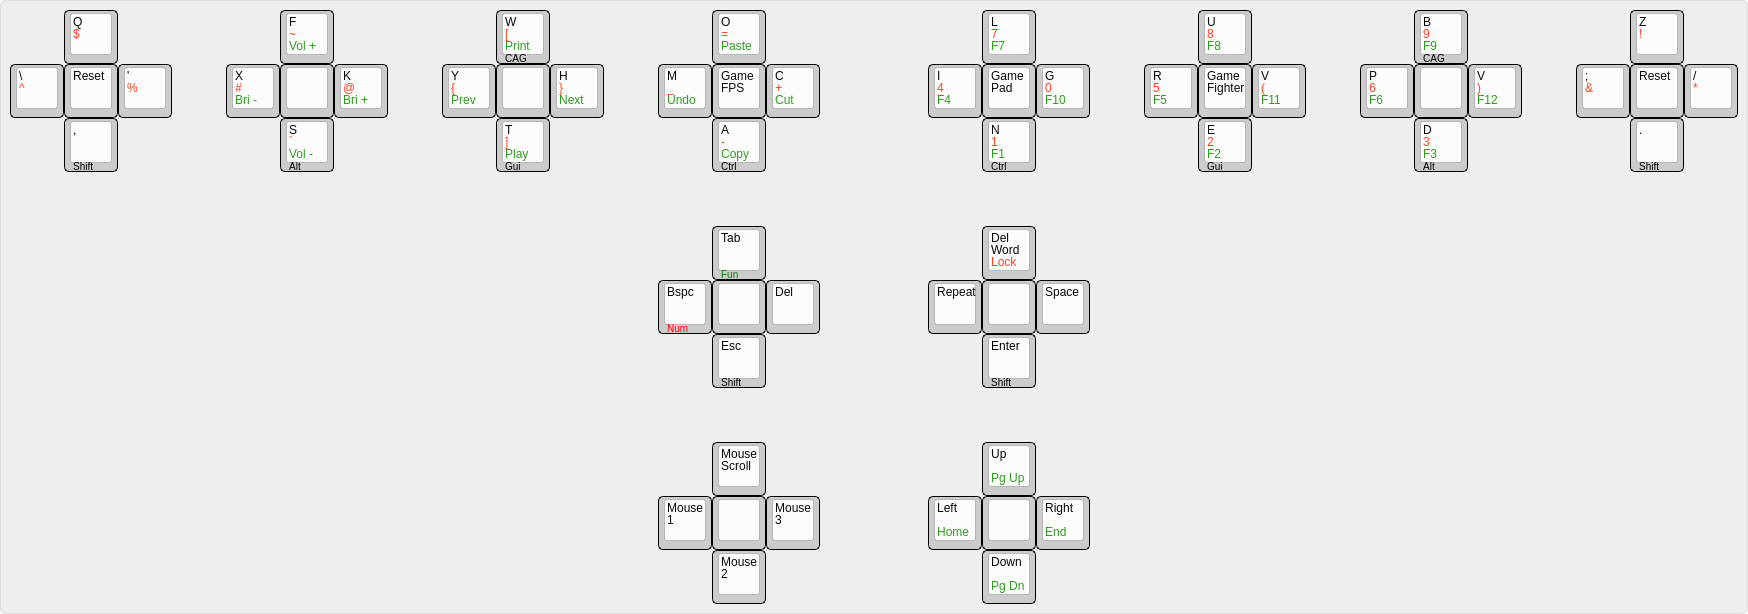 Q
$
F
~
Vol +
W
[
Print
CAG
O
=
Paste
L
7
F7
U
8
F8
B
9
F9
CAG
Z
!
\
^
Reset
'
%
X
#
Bri -
K
@
Bri +
Y
{
Prev
H
}
Next
M
_
Undo
Game
FPS
C
+
Cut
I
4
F4
Game
Pad
G
0
F10
R
5
F5
Game
Fighter
V
(
F11
P
6
F6
V
)
F12
;
&
Reset
/
*
,
Shift
S
`
Vol -
Alt
T
]
Play
Gui
A
-
Copy
Ctrl
N
1
F1
Ctrl
E
2
F2
Gui
D
3
F3
Alt
.
Shift
Tab
Fun
Del
Word
Lock
Bspc
Num
Del
Repeat
Space
Esc
Shift
Enter
Shift
Mouse
Scroll
Up
Pg Up
Mouse
1
Mouse
3
Left
Home
Right
End
Mouse
2
Down
Pg Dn